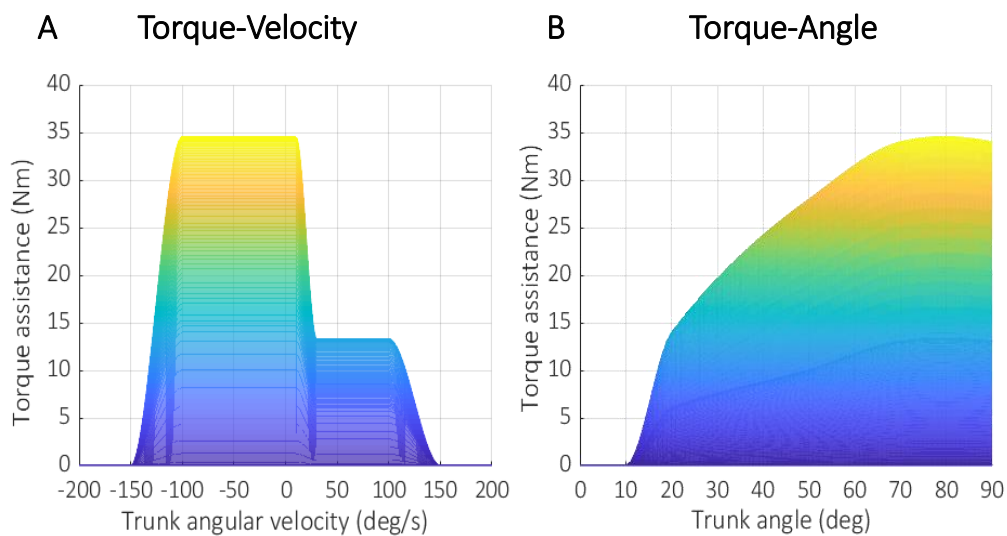 A Torque-Velocity
B Torque-Angle
Torque assistance (Nm)
40
35
30
25
20
15
10
5
0
-200 -150 -100 -50 0 50 100 150 200
Trunk angular velocity (deg/s)
Torque assistance (Nm)
40
35
30
25
20
15
10
5
0
0 10 20 30 40 50 60 70 80 90
Trunk angle (deg)